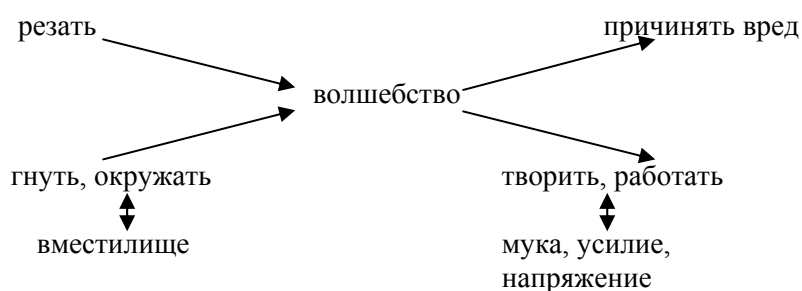 резать
причинять вред
волшебство
гнуть, окружать
творить, работать
вместилище
мука, усилие,
напряжение